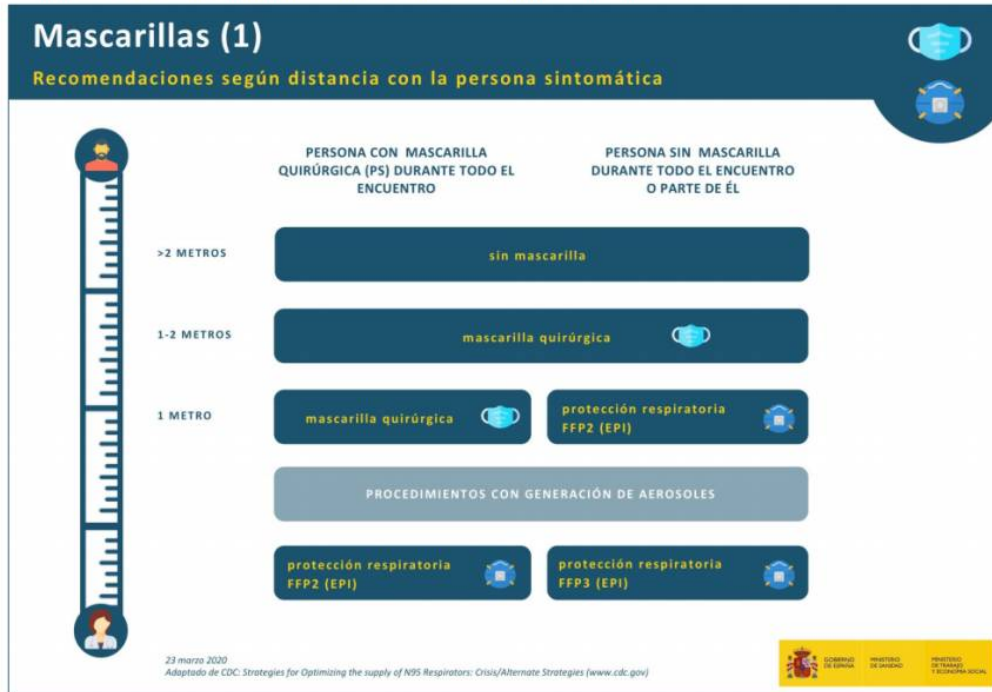 Mascarillas (1)
Recomendaciones según distancia con la persona sintomática
PERSONA CON MASCARILLA
QUIRÚRGICA (PS) DURANTE TODO EL
ENCUENTRO
PERSONA SIN MASCARILLA
DURANTE TODO EL ENCUENTRO
O PARTE DE ÉL
>2 METROS
sin mascarilla
1-2 METROS
mascarilla quirúrgica
1 METRO
mascarilla quirúrgica
protección respiratoria
FFP2 (EPI)
PROCEDIMIENTOS CON GENERACIÓN DE AEROSOLES
protección respiratoria
FFP2 (EPI)
protección respiratoria
FFP3 (EPI)
23 marzo 2020
Adaptado de CDC: Strategies for Optimizing the supply of N95 Respirators: Crisis/Alternate Strategies (www.cdc.gov)
GOBIERNO
DE ESPAÑA
MINISTERIO
DE SANIDAD
MINISTERIO
DE TRABAJO
Y ECONOMÍA SOCIAL